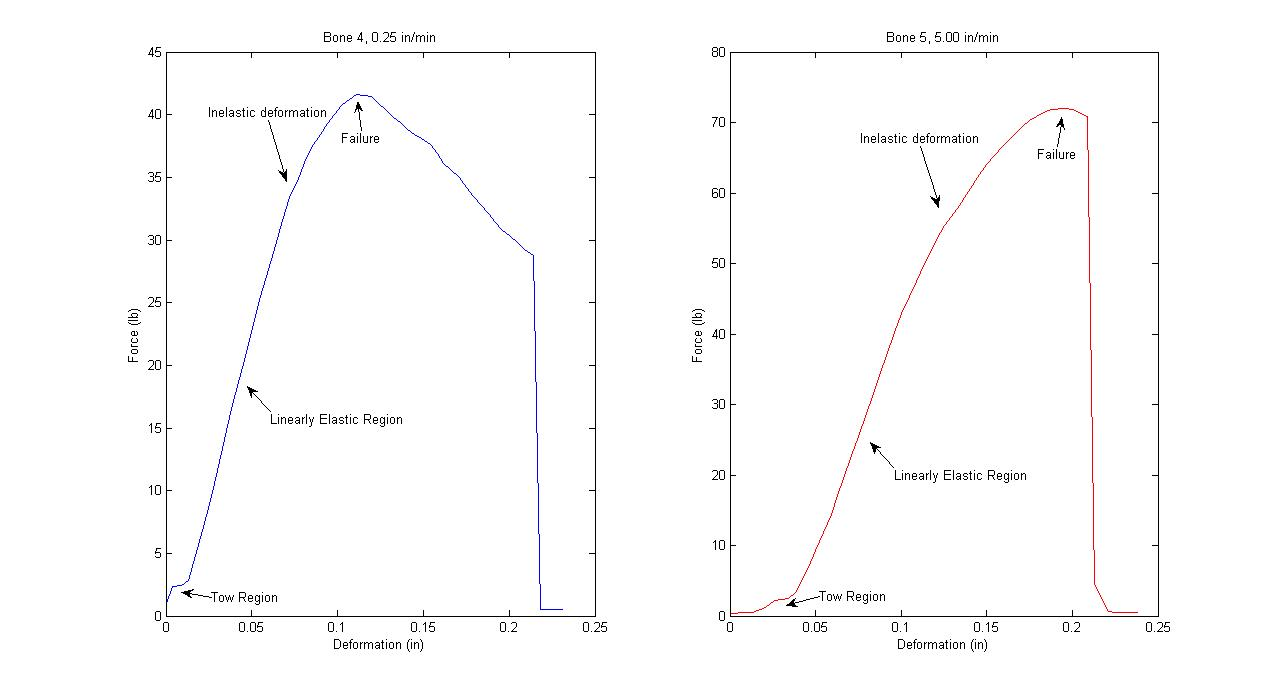 Bone 4, 0.25 in/min
45
40
35
30
25
20
15
10
5
0
Force (lb)
Inelastic deformation
Failure
Linearly Elastic Region
Tow Region
0 0.05 0.1 0.15 0.2 0.25
Deformation (in)
Bone 5, 5.00 in/min
80
70
60
50
40
30
20
10
0
Force (lb)
Inelastic deformation
Failure
Linearly Elastic Region
Tow Region
0 0.05 0.1 0.15 0.2 0.25
Deformation (in)